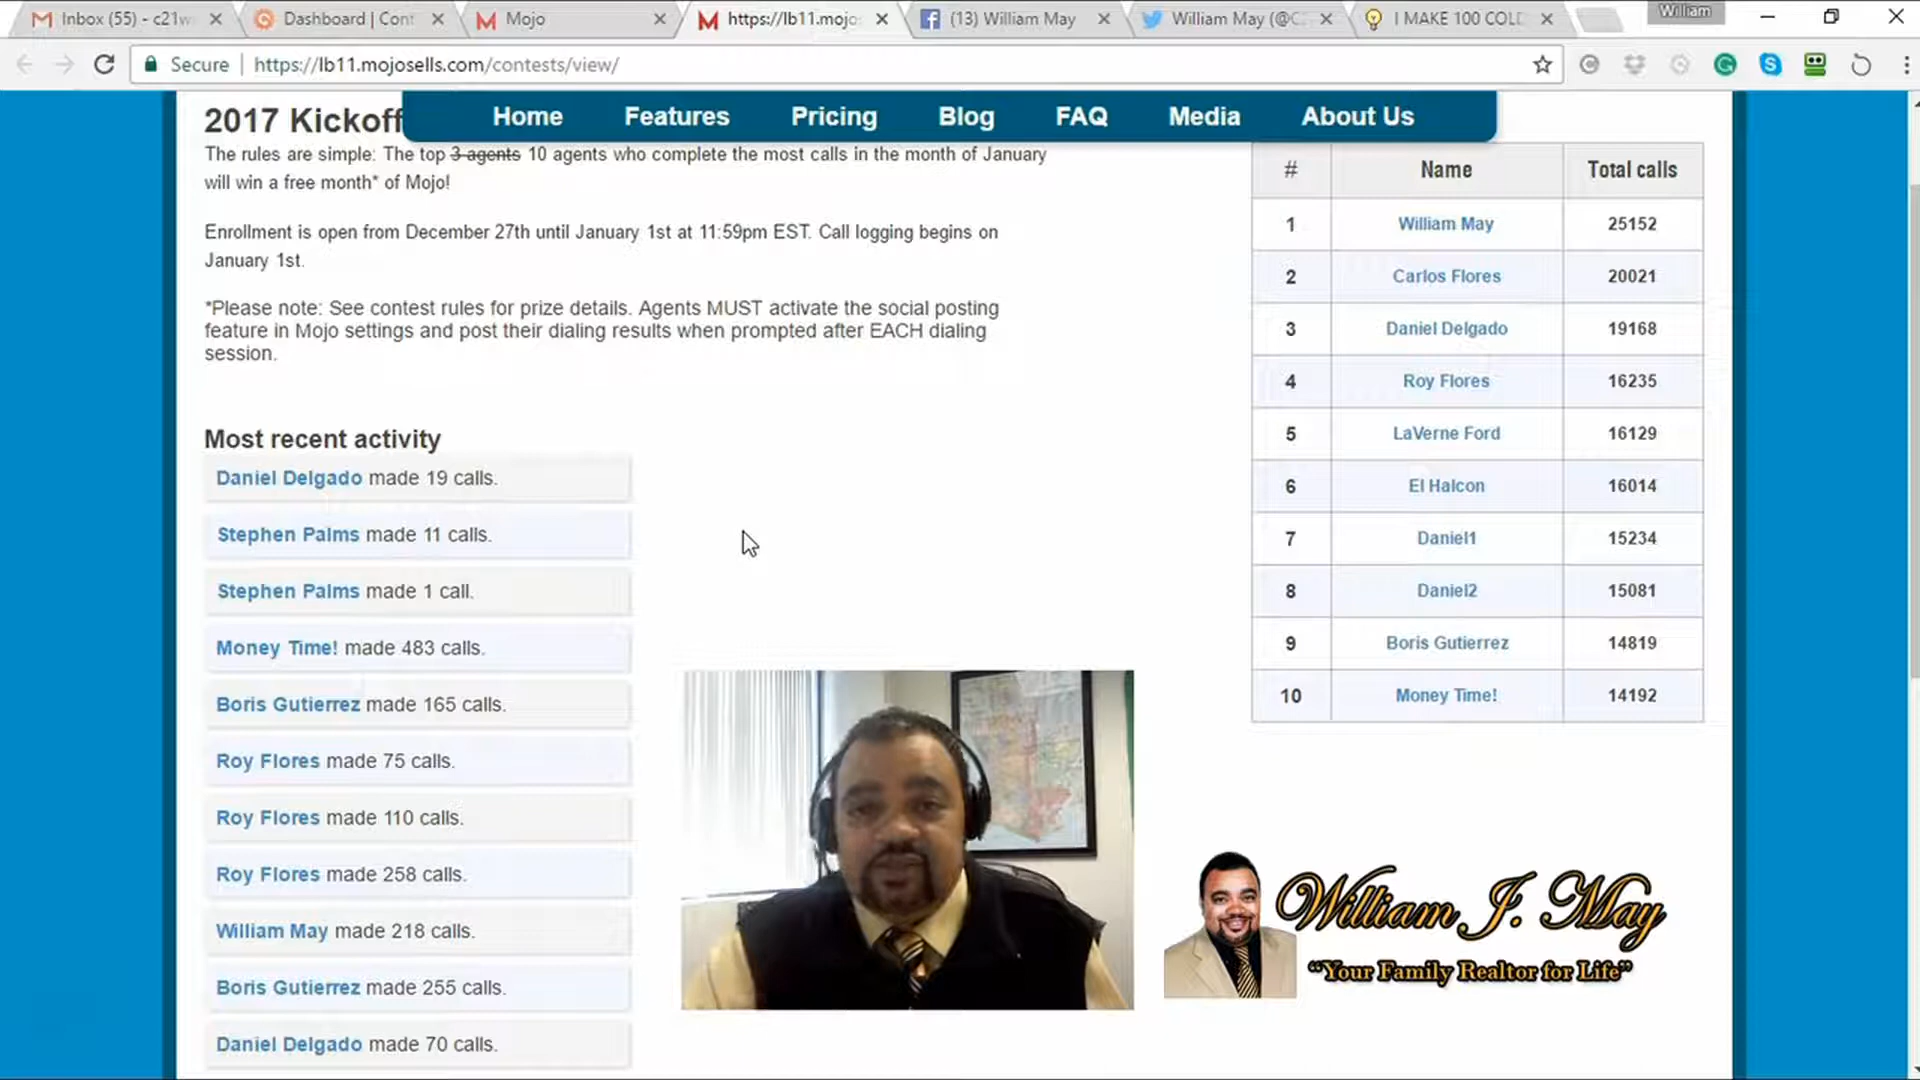 Inbox (55) - c21w
Dashboard | Cont
Mojo
https://lb11.mojo
(13) William May
William May (@C
I MAKE 100 COLD
William
Secure
https://lb11.mojosells.com/contests/view/
Home
Features
Pricing
Blog
FAQ
Media
About Us
2017 Kickoff
The rules are simple: The top 3 agents 10 agents who complete the most calls in the month of January
will win a free month* of Mojo!
Enrollment is open from December 27th until January 1st at 11:59pm EST. Call logging begins on
January 1st.
*Please note: See contest rules for prize details. Agents MUST activate the social posting
feature in Mojo settings and post their dialing results when prompted after EACH dialing
session.
Most recent activity
Daniel Delgado made 19 calls.
Stephen Palms made 11 calls.
Stephen Palms made 1 call.
Money Time! made 483 calls.
Boris Gutierrez made 165 calls.
Roy Flores made 75 calls.
Roy Flores made 110 calls.
Roy Flores made 258 calls.
William May made 218 calls.
Boris Gutierrez made 255 calls.
Daniel Delgado made 70 calls.
# Name Total calls
1 William May 25152
2 Carlos Flores 20021
3 Daniel Delgado 19168
4 Roy Flores 16235
5 LaVerne Ford 16129
6 El Halcon 16014
7 Daniel1 15234
8 Daniel2 15081
9 Boris Gutierrez 14819
10 Money Time! 14192
William J. May
"Your Family Realtor for Life"